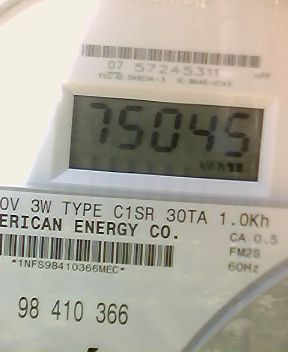 07 57245311
75045
0V 3W TYPE C1SR 30TA 1.0Kh
ERICAN ENERGY CO.
CA 0.5
FM2S
60Hz
*1NFS98410366MEC*
98 410 366